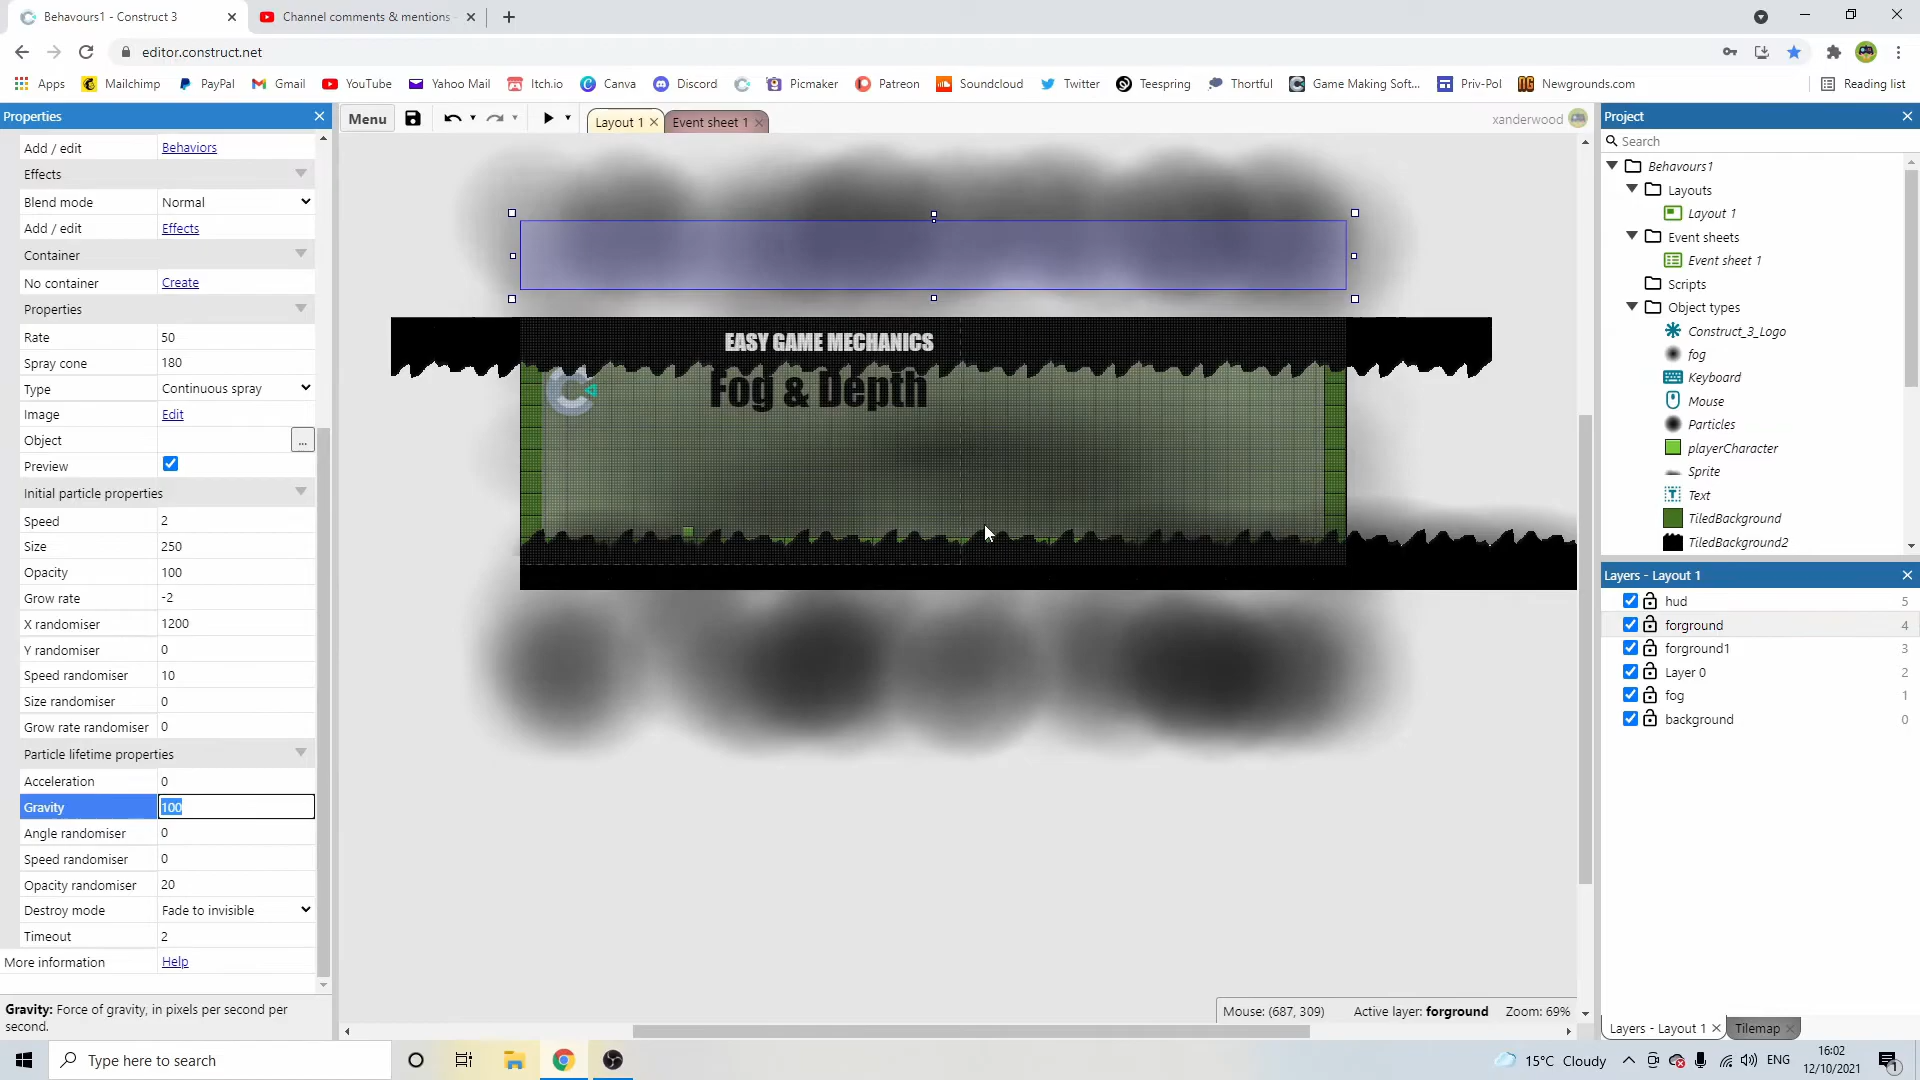 Behavours1 - Construct 3
Channel comments & mentions
editor.construct.net
Apps
Mailchimp
PayPal
Gmail
YouTube
Yahoo Mail
Itch.io
Canva
Discord
Picmaker
Patreon
Soundcloud
Twitter
Teespring
Thortful
Game Making Soft...
Priv-Pol
Newgrounds.com
Reading list
Properties
Menu
Layout 1
Event sheet 1
xanderwood
Project
Add / edit Behaviors
Effects
Blend mode Normal
Add / edit Effects
Container
No container Create
Properties
Rate 50
Spray cone 180
Type Continuous spray
Image Edit
Object ...
Preview
Initial particle properties
Speed 2
Size 250
Opacity 100
Grow rate -2
X randomiser 1200
Y randomiser 0
Speed randomiser 10
Size randomiser 0
Grow rate randomiser 0
Particle lifetime properties
Acceleration 0
Gravity 100
Angle randomiser 0
Speed randomiser 0
Opacity randomiser 20
Destroy mode Fade to invisible
Timeout 2
More information Help
Gravity: Force of gravity, in pixels per second per
second.
EASY GAME MECHANICS
Fog & Depth
Mouse: (687, 309) Active layer: forground Zoom: 69%
Search
Behavours1
Layouts
Layout 1
Event sheets
Event sheet 1
Scripts
Object types
Construct_3_Logo
fog
Keyboard
Mouse
Particles
playerCharacter
Sprite
Text
TiledBackground
TiledBackground2
Layers - Layout 1
hud 5
forground 4
forground1 3
Layer 0 2
fog 1
background 0
Layers - Layout 1
Tilemap
Type here to search
15°C Cloudy
ENG
16:02
12/10/2021
1